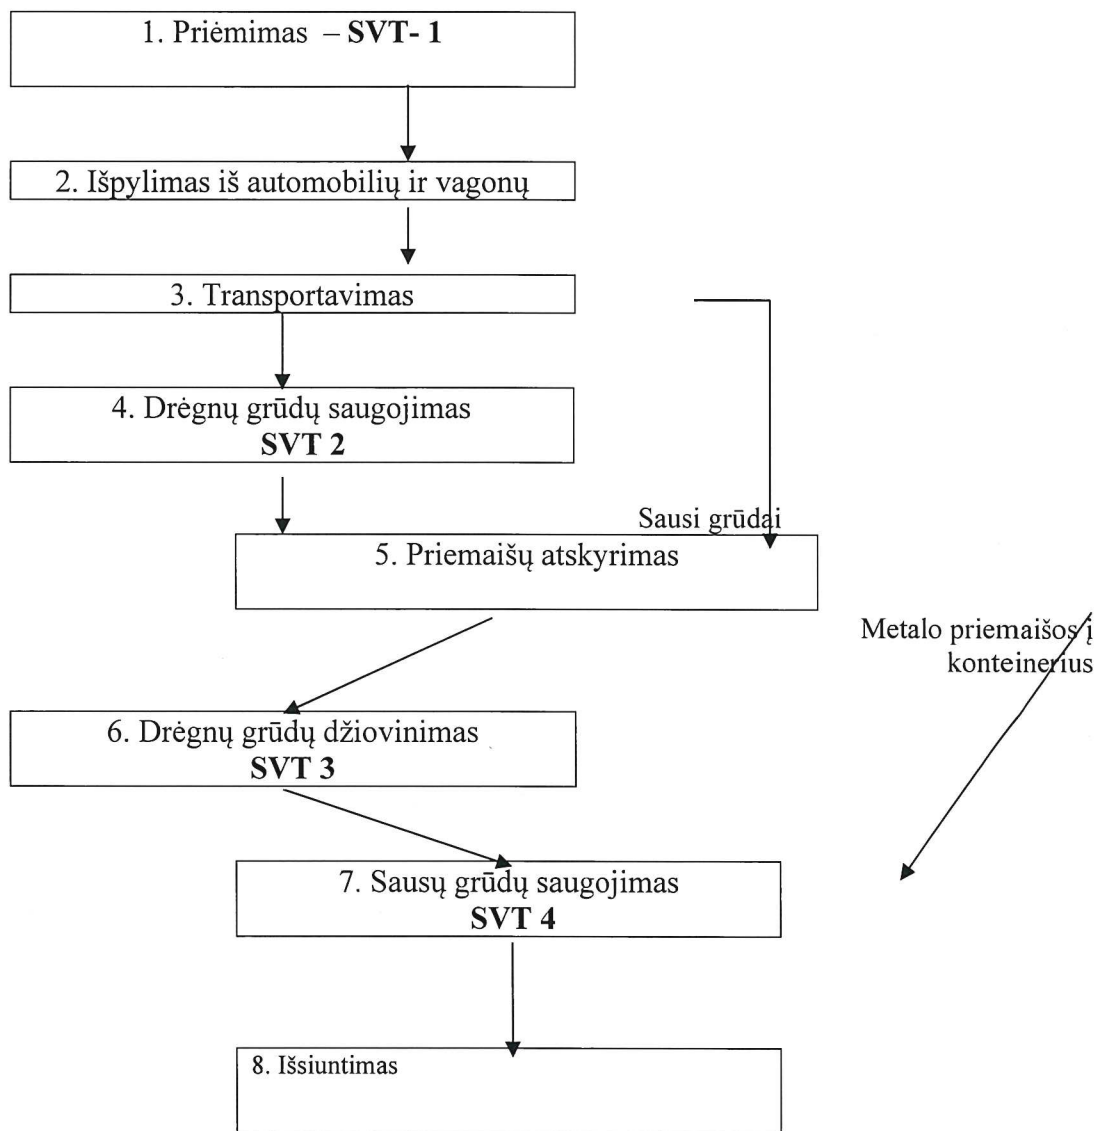 1. Priėmimas – SVT- 1
2. Išpylimas iš automobilių ir vagonų
3. Transportavimas
4. Drėgnų grūdų saugojimas
SVT 2
Sausi grūdai
5. Priemaišų atskyrimas
Metalo priemaišos į
konteinerius
6. Drėgnų grūdų džiovinimas
SVT 3
7. Sausų grūdų saugojimas
SVT 4
8. Išsiuntimas